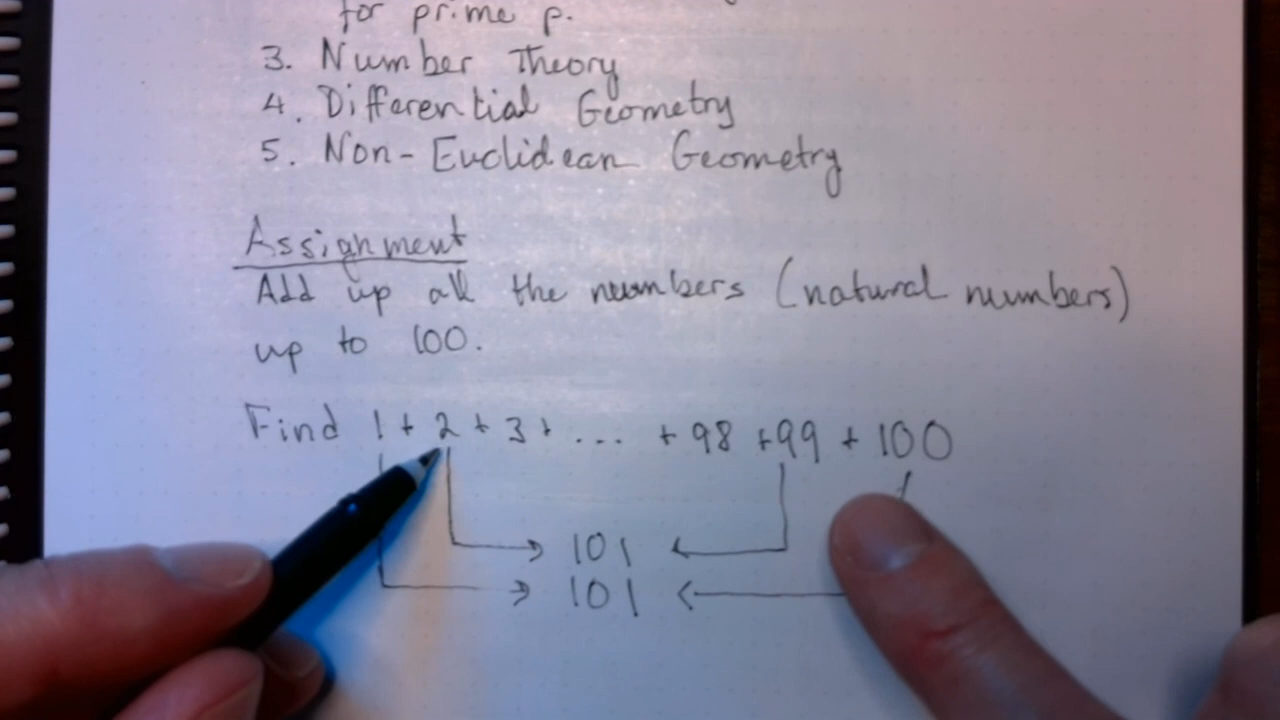 for prime p.
3. Number Theory
4. Differential Geometry
5. Non-Euclidean Geometry
Assignment
Add up all the numbers (natural numbers)
up to 100.
Find 1 + 2 + 3 + ... + 98 + 99 + 100
101
101